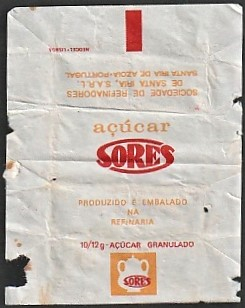 SOCIEDADE DE REFINADORES
DE SANTA IRIA, S.A.R.L.
SANTA IRIA DE AZOIA-PORTUGAL
açúcar
SORES
PRODUZIDO E EMBALADO
NA
REFINARIA
10/12g-AÇÚCAR GRANULADO
SORES